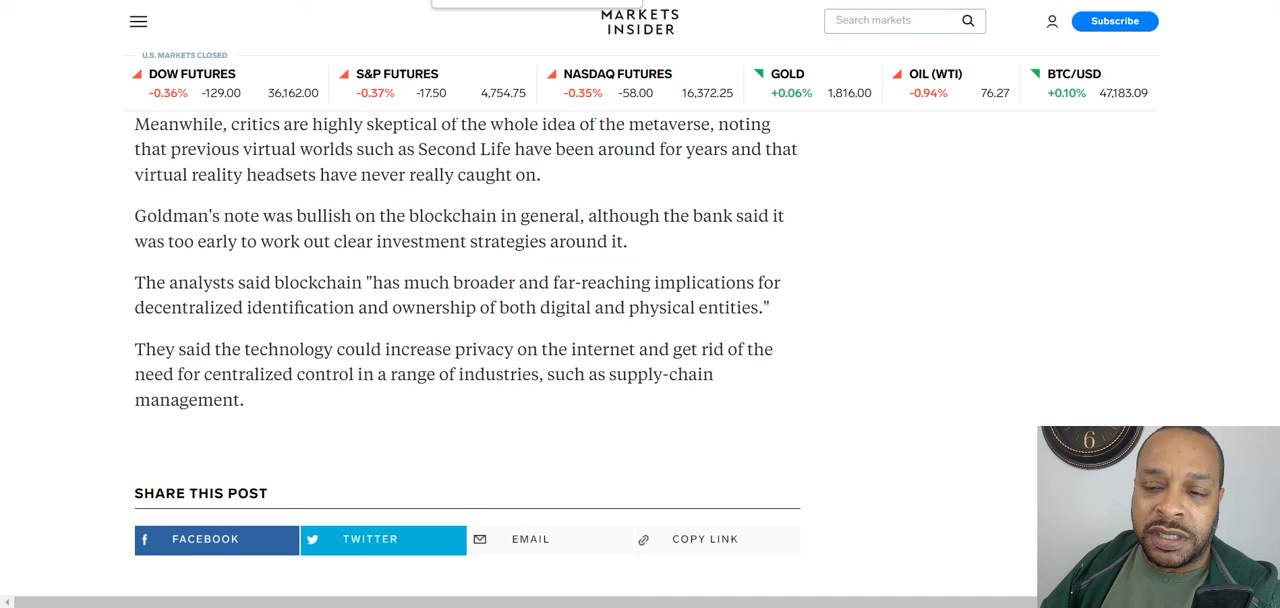 MARKETS
INSIDER
Search markets
Subscribe
U.S. MARKETS CLOSED
DOW FUTURES
-0.36% -129.00 36,162.00
S&P FUTURES
-0.37% -17.50 4,754.75
NASDAQ FUTURES
-0.35% -58.00 16,372.25
GOLD
+0.06% 1,816.00
OIL (WTI)
-0.94% 76.27
BTC/USD
+0.10% 47,183.09
Meanwhile, critics are highly skeptical of the whole idea of the metaverse, noting
that previous virtual worlds such as Second Life have been around for years and that
virtual reality headsets have never really caught on.
Goldman's note was bullish on the blockchain in general, although the bank said it
was too early to work out clear investment strategies around it.
The analysts said blockchain "has much broader and far-reaching implications for
decentralized identification and ownership of both digital and physical entities."
They said the technology could increase privacy on the internet and get rid of the
need for centralized control in a range of industries, such as supply-chain
management.
SHARE THIS POST
f FACEBOOK
TWITTER
EMAIL
COPY LINK
6